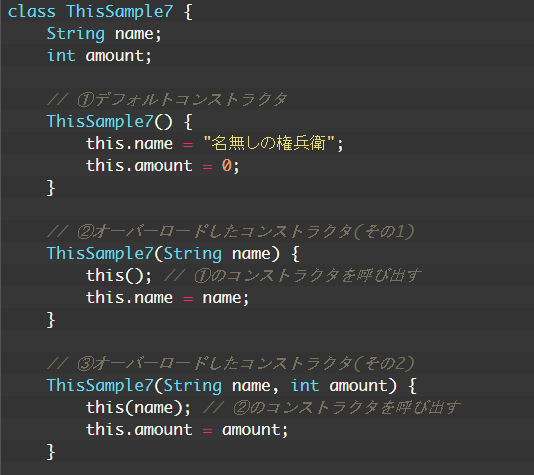 class ThisSample7 {
    String name;
    int amount;

    // ①デフォルトコンストラクタ
    ThisSample7() {
        this.name = "名無しの権兵衛";
        this.amount = 0;
    }

    // ②オーバーロードしたコンストラクタ(その1)
    ThisSample7(String name) {
        this(); // ①のコンストラクタを呼び出す
        this.name = name;
    }

    // ③オーバーロードしたコンストラクタ(その2)
    ThisSample7(String name, int amount) {
        this(name); // ②のコンストラクタを呼び出す
        this.amount = amount;
    }